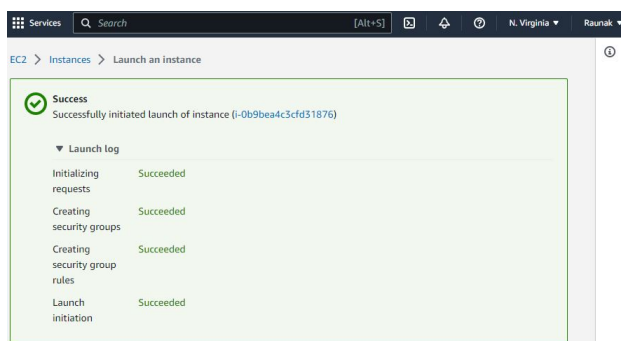 Services Search [Alt+S] N. Virginia ▼ Raunak ▼
EC2 > Instances > Launch an instance
Success
Successfully initiated launch of instance (i-0b9bea4c3cfd31876)
▼ Launch log
Initializing requests Succeeded
Creating security groups Succeeded
Creating security group rules Succeeded
Launch initiation Succeeded